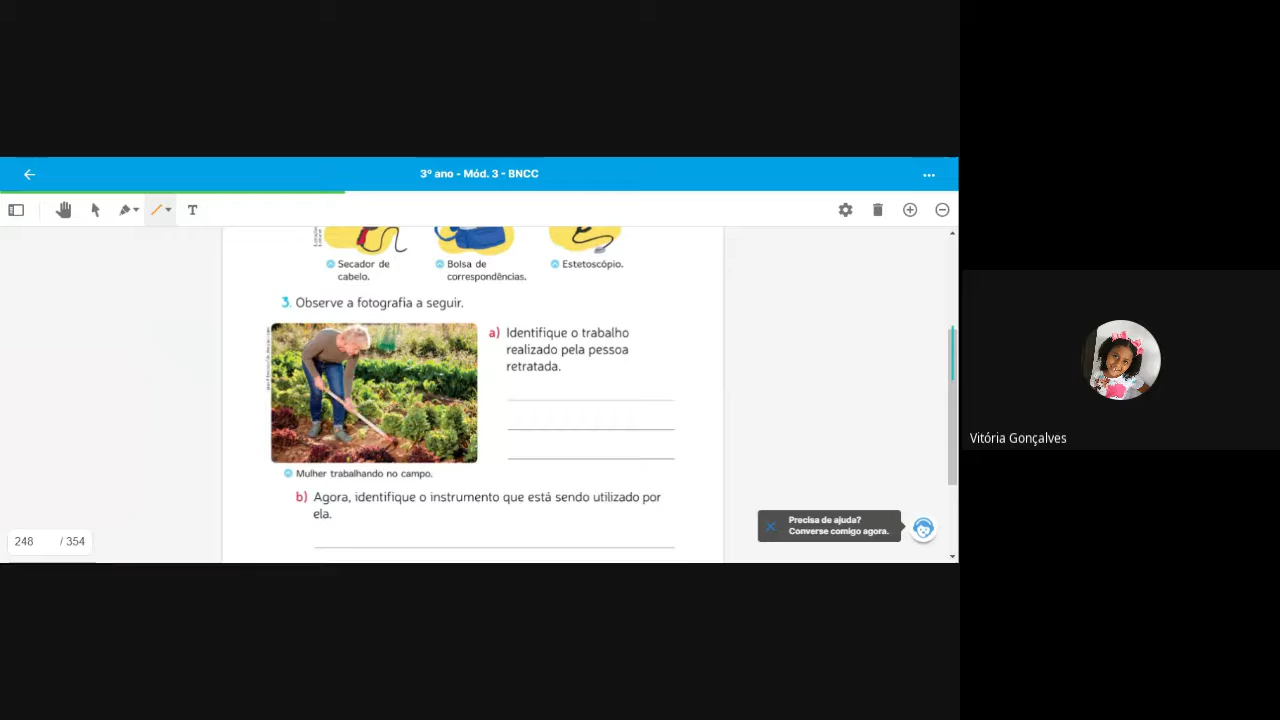 3º ano - Mód. 3 - BNCC
T
Secador de
cabelo.
Bolsa de
correspondências.
Estetoscópio.
3. Observe a fotografia a seguir.
a) Identifique o trabalho
realizado pela pessoa
retratada.
Mulher trabalhando no campo.
b) Agora, identifique o instrumento que está sendo utilizado por
ela.
248 / 354
Precisa de ajuda?
Converse comigo agora.
Vitória Gonçalves